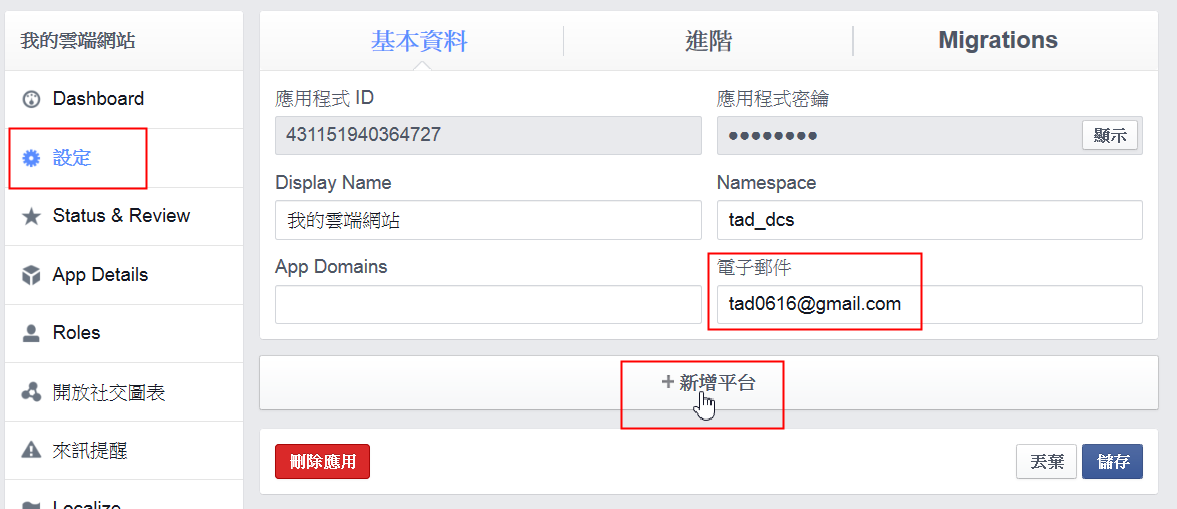 我的雲端網站
Dashboard
設定
Status & Review
App Details
Roles
開放社交圖表
來訊提醒
Localize
基本資料
進階
Migrations
應用程式 ID
應用程式密鑰
431151940364727
●●●●●●●●
顯示
Display Name
Namespace
我的雲端網站
tad_dcs
App Domains
電子郵件
tad0616@gmail.com
+ 新增平台
刪除應用
丟棄
儲存